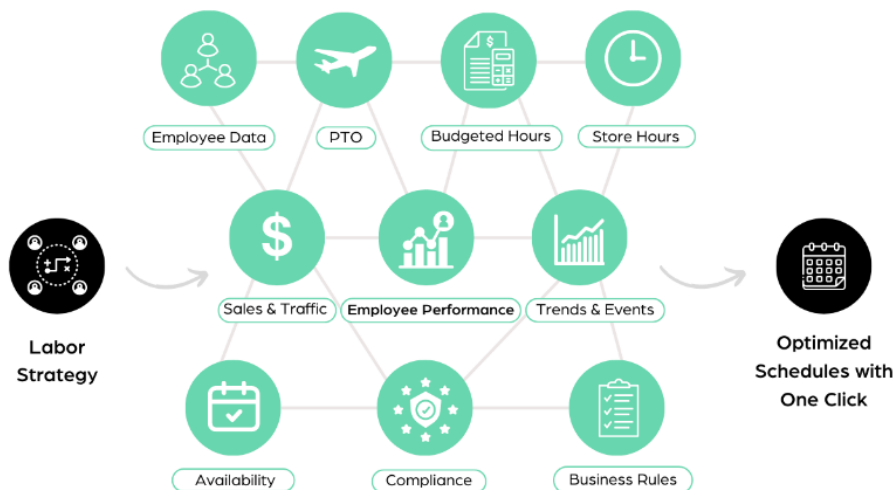 Employee Data
PTO
Budgeted Hours
Store Hours
$
Sales & Traffic
Employee Performance
Trends & Events
Labor
Strategy
Optimized
Schedules with
One Click
Availability
Compliance
Business Rules